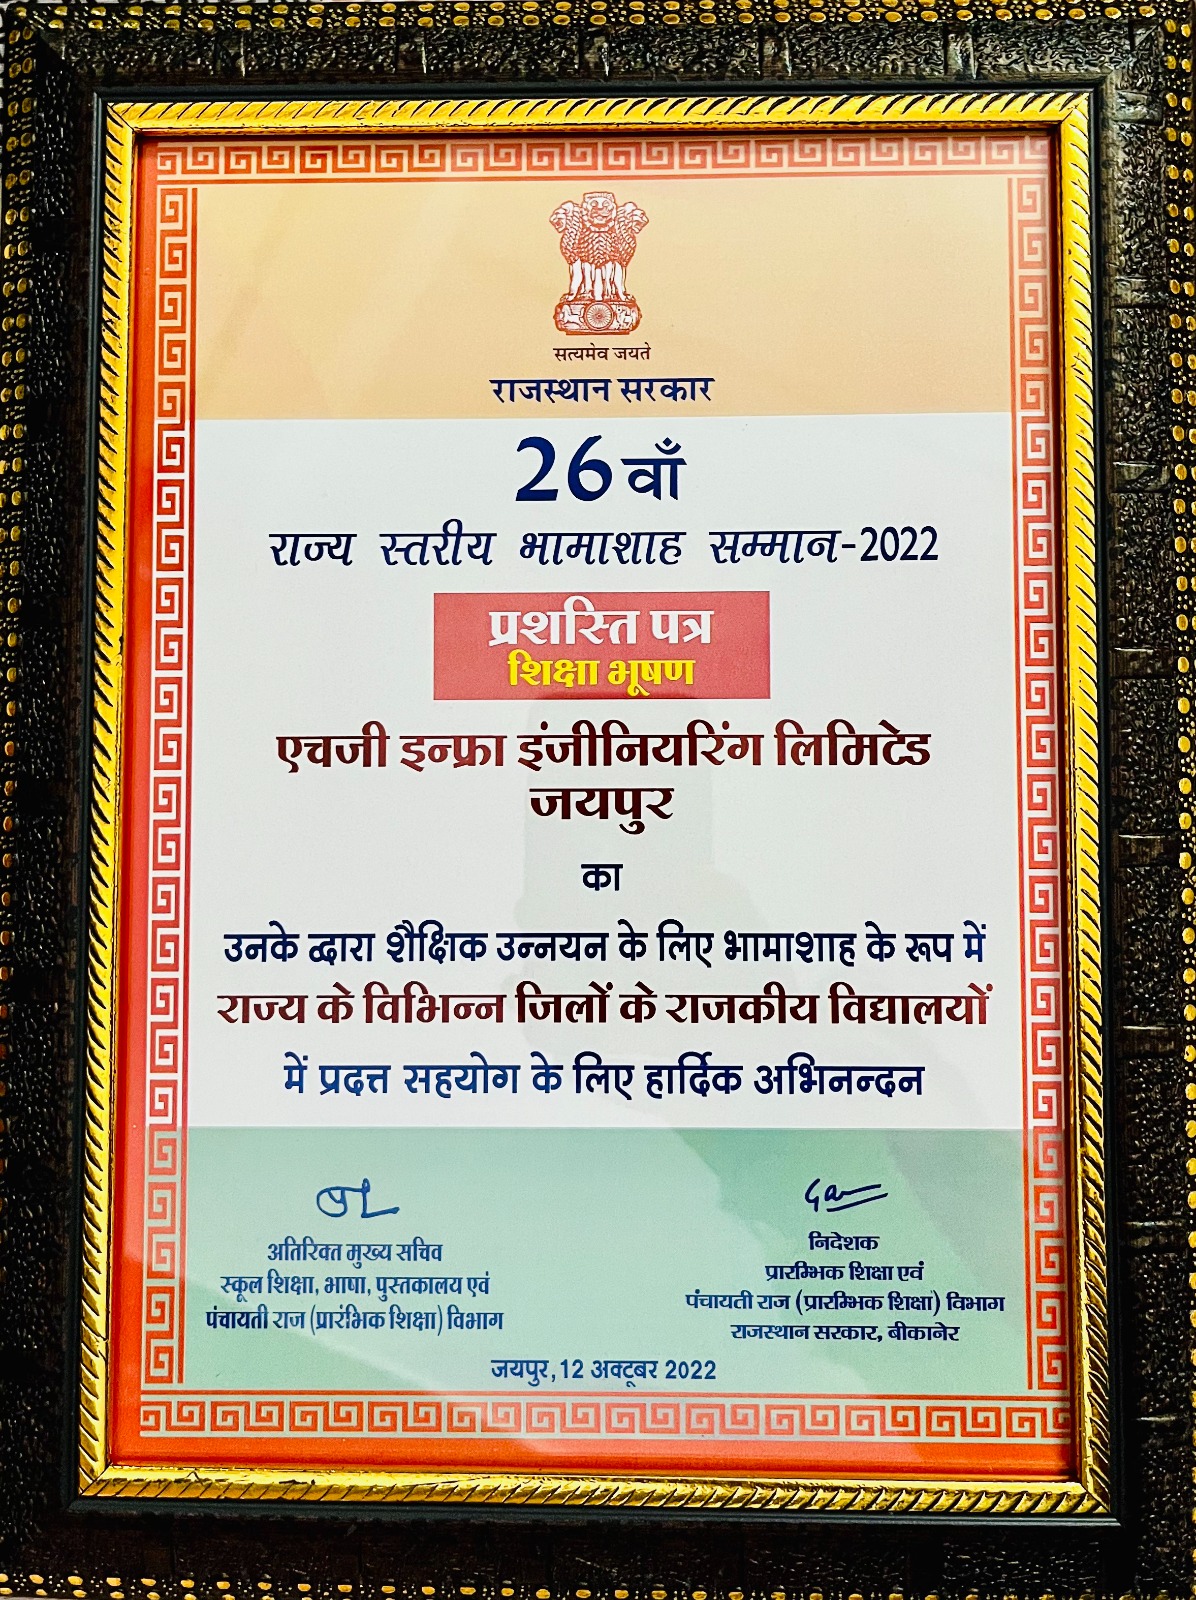 सत्यमेव जयते
राजस्थान सरकार
26वाँ
राज्य स्तरीय भामाशाह सम्मान-2022
प्रशस्ति पत्र
शिक्षा भूषण
एचजी इन्फ्रा इंजीनियरिंग लिमिटेड
जयपुर
का
उनके द्वारा शैक्षिक उन्नयन के लिए भामाशाह के रूप में
राज्य के विभिन्न जिलों के राजकीय विद्यालयों
में प्रदत्त सहयोग के लिए हार्दिक अभिनन्दन
अतिरिक्त मुख्य सचिव
स्कूल शिक्षा, भाषा, पुस्तकालय एवं
पंचायती राज (प्रारंभिक शिक्षा) विभाग
निदेशक
प्रारम्भिक शिक्षा एवं
पंचायती राज (प्रारम्भिक शिक्षा) विभाग
राजस्थान सरकार, बीकानेर
जयपुर, 12 अक्टूबर 2022